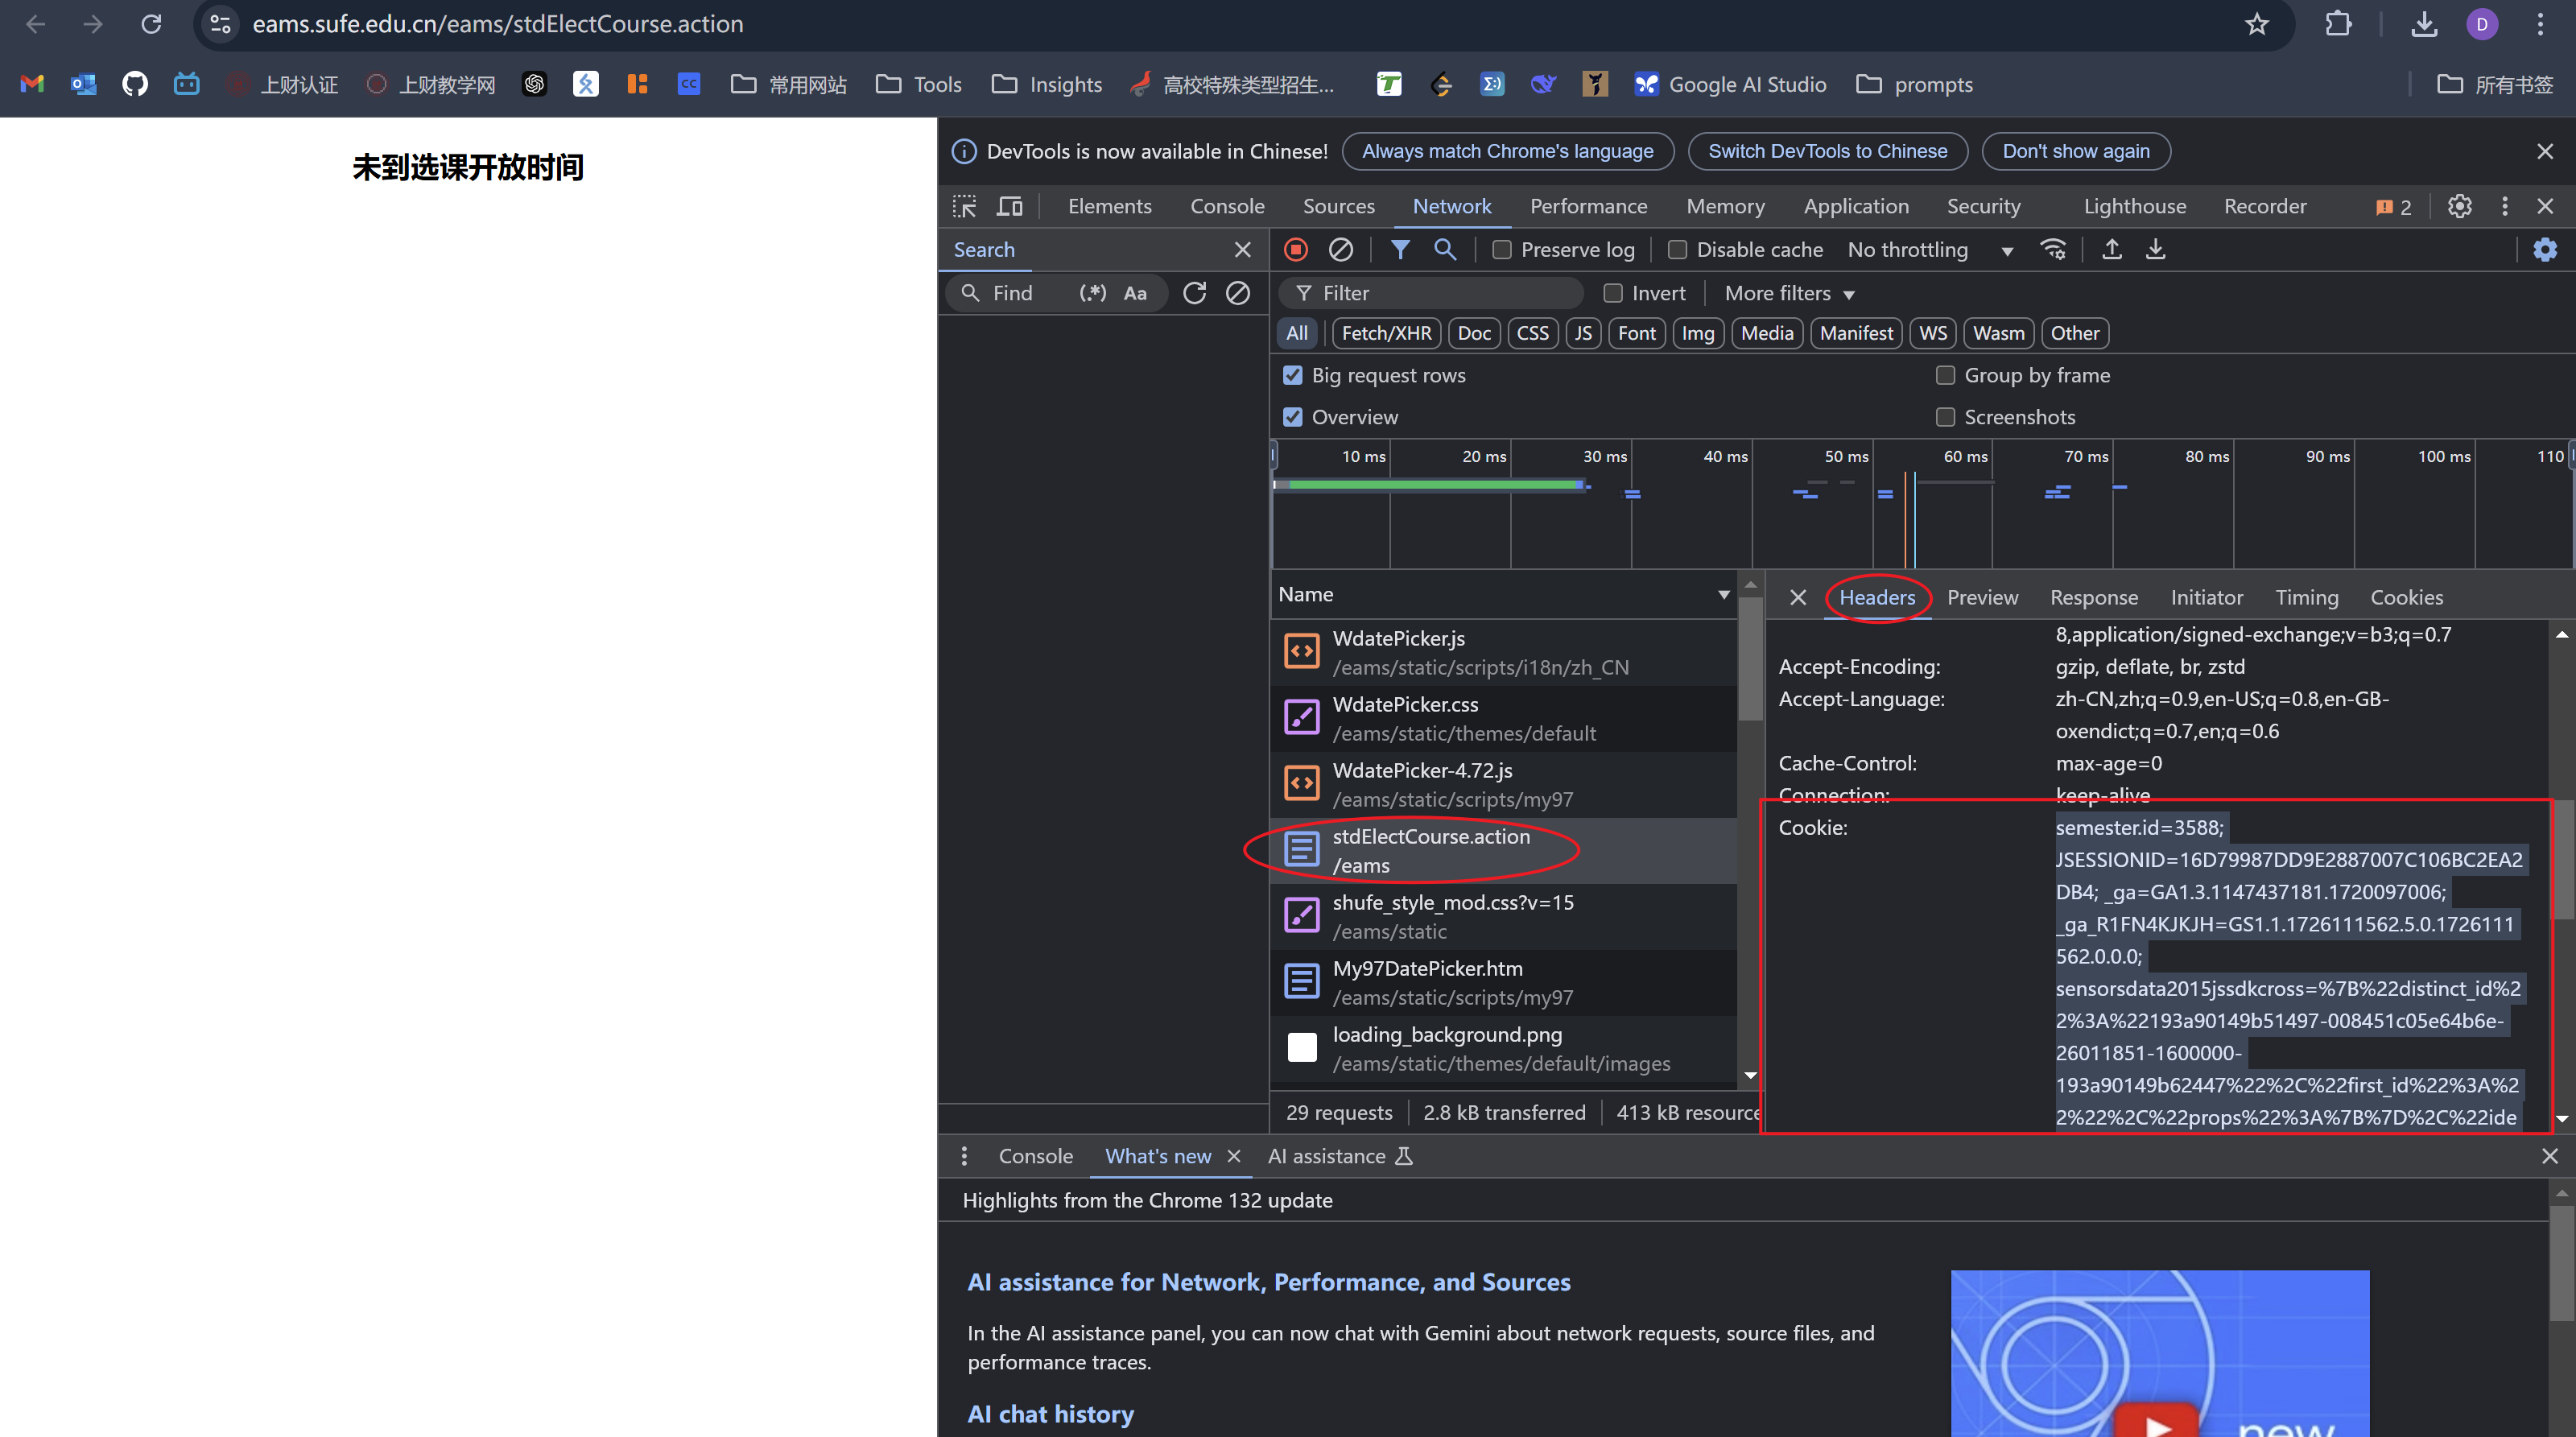 eams.sufe.edu.cn/eams/stdElectCourse.action
D
上财认证
上财教学网
CC
常用网站
Tools
Insights
高校特殊类型招生...
Google AI Studio
prompts
所有书签
未到选课开放时间
DevTools is now available in Chinese!
Always match Chrome's language
Switch DevTools to Chinese
Don't show again
Elements
Console
Sources
Network
Performance
Memory
Application
Security
Lighthouse
Recorder
2
Search
Preserve log
Disable cache
No throttling
Find
(.*)
Aa
Filter
Invert
More filters
All
Fetch/XHR
Doc
CSS
JS
Font
Img
Media
Manifest
WS
Wasm
Other
Big request rows
Group by frame
Overview
Screenshots
10 ms
20 ms
30 ms
40 ms
50 ms
60 ms
70 ms
80 ms
90 ms
100 ms
110
Name
WdatePicker.js
/eams/static/scripts/i18n/zh_CN
WdatePicker.css
/eams/static/themes/default
WdatePicker-4.72.js
/eams/static/scripts/my97
stdElectCourse.action
/eams
shufe_style_mod.css?v=15
/eams/static
My97DatePicker.htm
/eams/static/scripts/my97
loading_background.png
/eams/static/themes/default/images
29 requests
2.8 kB transferred
413 kB resource
Headers
Preview
Response
Initiator
Timing
Cookies
8,application/signed-exchange;v=b3;q=0.7
Accept-Encoding:
gzip, deflate, br, zstd
Accept-Language:
zh-CN,zh;q=0.9,en-US;q=0.8,en-GB-
oxendict;q=0.7,en;q=0.6
Cache-Control:
max-age=0
Connection:
keep-alive
Cookie:
semester.id=3588;
JSESSIONID=16D79987DD9E2887007C106BC2EA2
DB4; _ga=GA1.3.1147437181.1720097006;
_ga_R1FN4KJKJH=GS1.1.1726111562.5.0.1726111
562.0.0.0;
sensorsdata2015jssdkcross=%7B%22distinct_id%2
2%3A%22193a90149b51497-008451c05e64b6e-
26011851-1600000-
193a90149b62447%22%2C%22first_id%22%3A%2
2%22%2C%22props%22%3A%7B%7D%2C%22ide
Console
What's new
AI assistance
Highlights from the Chrome 132 update
AI assistance for Network, Performance, and Sources
In the AI assistance panel, you can now chat with Gemini about network requests, source files, and
performance traces.
AI chat history
new